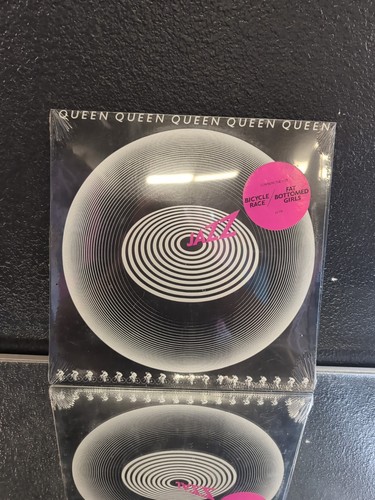 QUEEN QUEEN QUEEN QUEEN QUEEN
JAZZ
BICYCLE
RACE
/
FAT
BOTTOMED
GIRLS